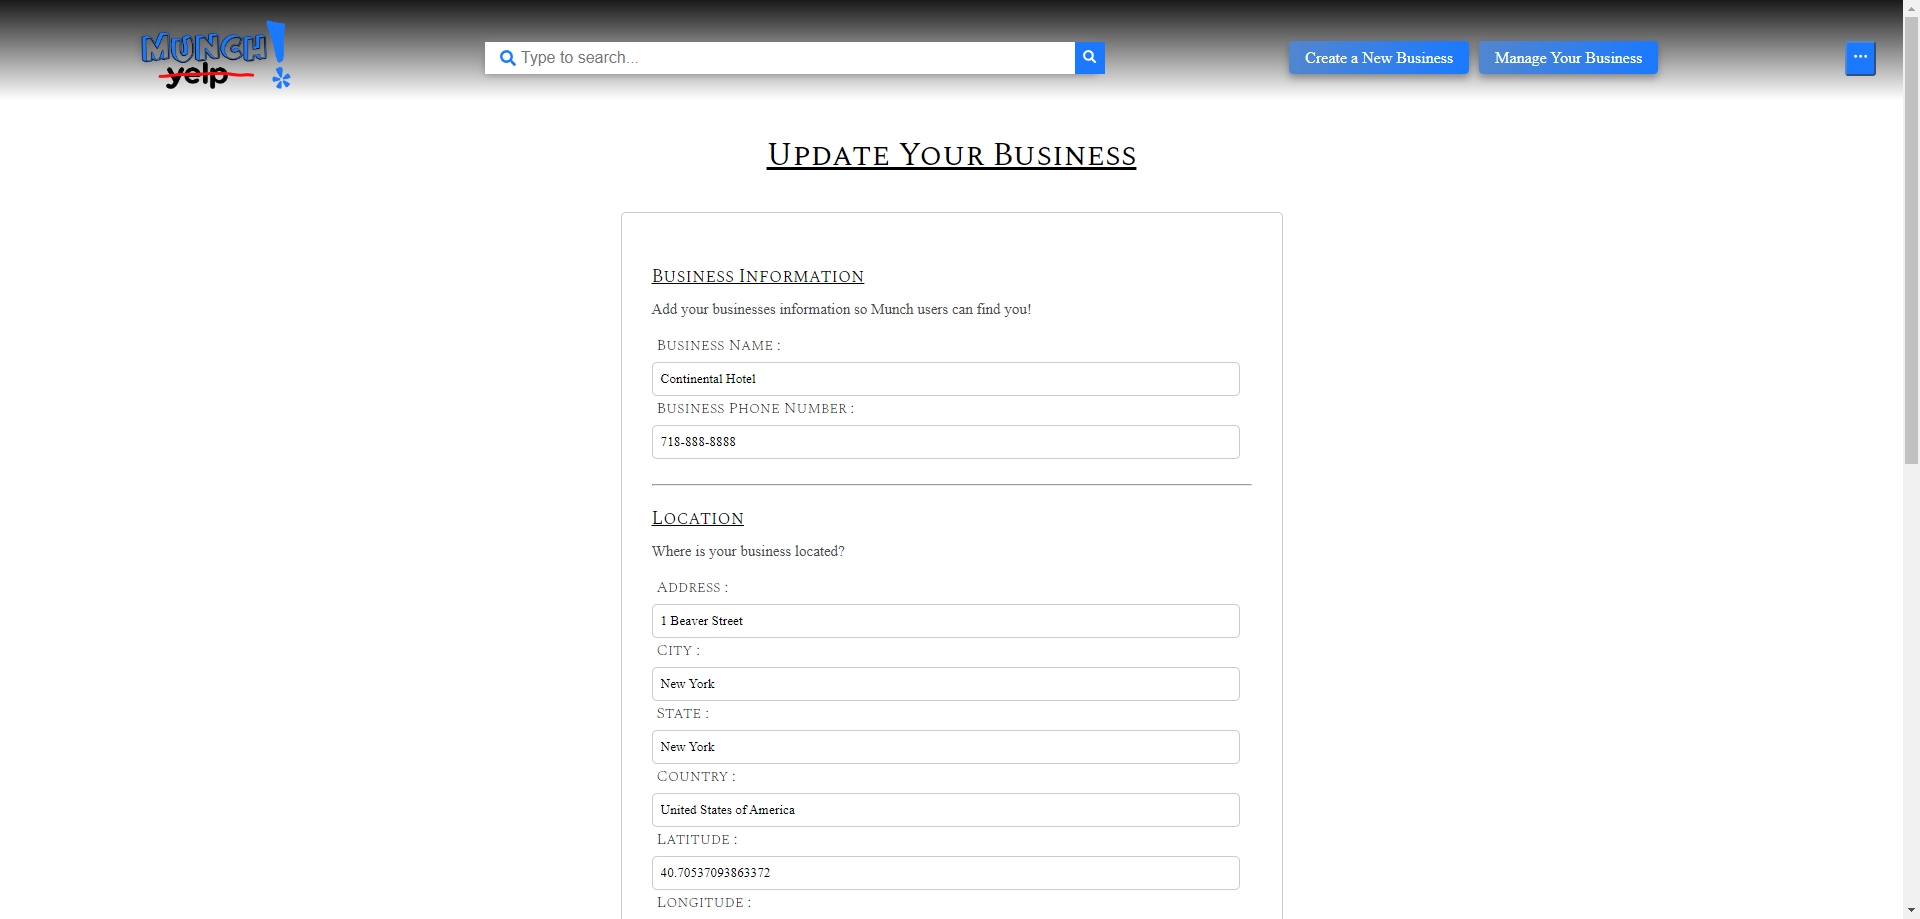 MUNCH!
yelp
Type to search...
Create a New Business
Manage Your Business
...
Update Your Business
Business Information
Add your businesses information so Munch users can find you!
Business Name :
Continental Hotel
Business Phone Number :
718-888-8888
Location
Where is your business located?
Address :
1 Beaver Street
City :
New York
State :
New York
Country :
United States of America
Latitude :
40.70537093863372
Longitude :